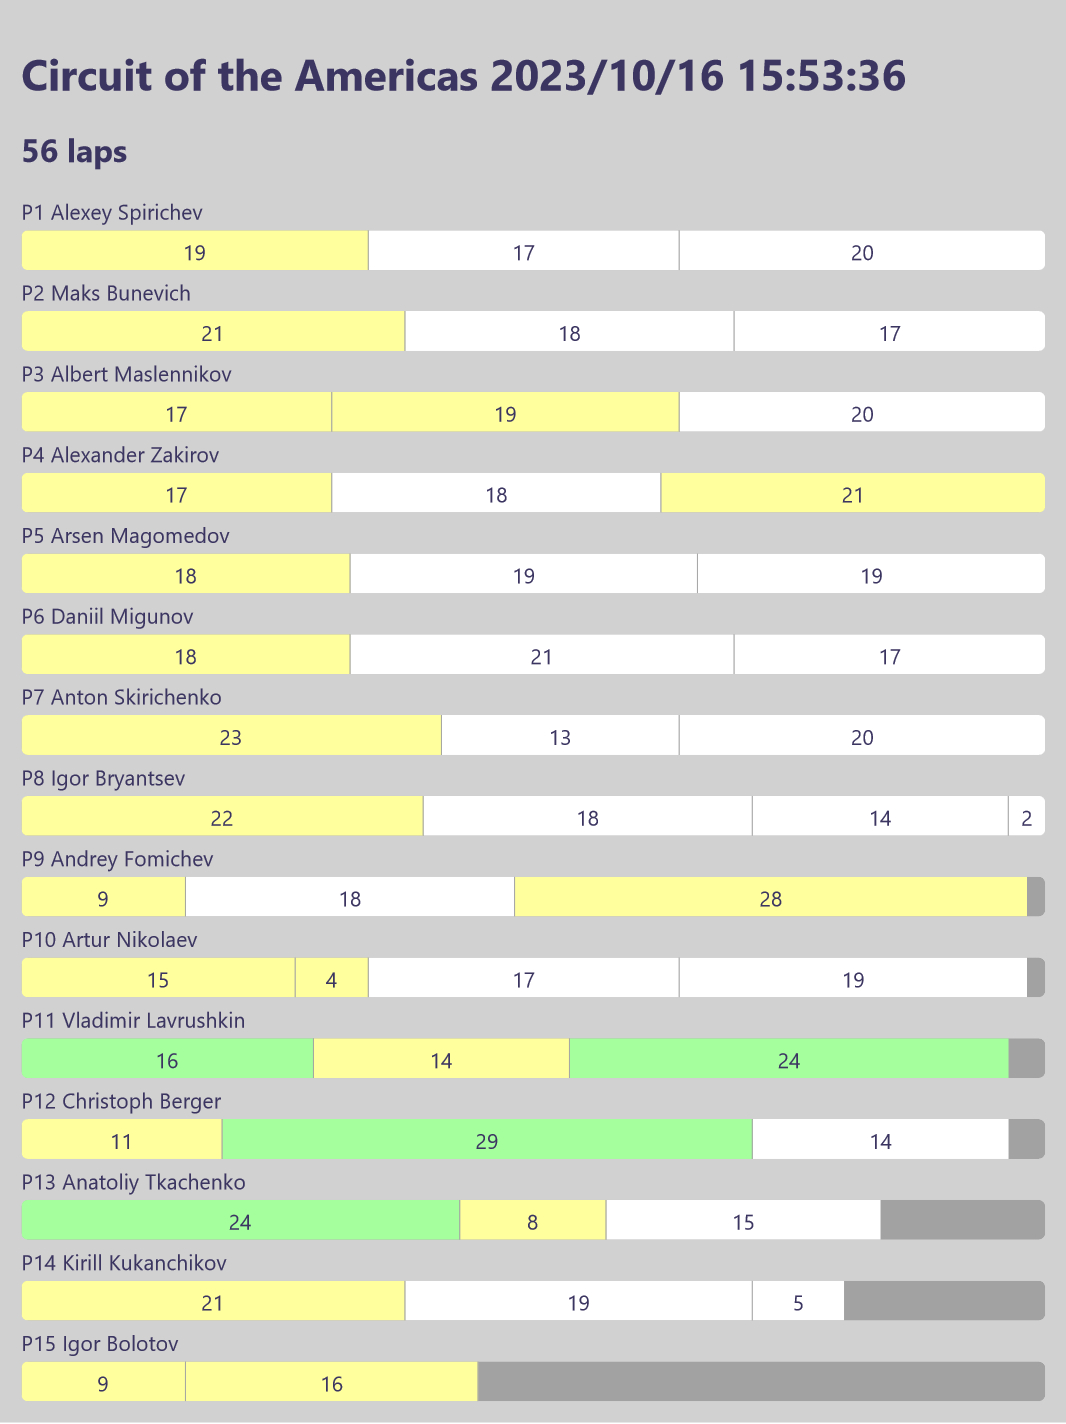 Circuit of the Americas 2023/10/16 15:53:36
56 laps
P1 Alexey Spirichev
19 17 20
P2 Maks Bunevich
21 18 17
P3 Albert Maslennikov
17 19 20
P4 Alexander Zakirov
17 18 21
P5 Arsen Magomedov
18 19 19
P6 Daniil Migunov
18 21 17
P7 Anton Skirichenko
23 13 20
P8 Igor Bryantsev
22 18 14 2
P9 Andrey Fomichev
9 18 28
P10 Artur Nikolaev
15 4 17 19
P11 Vladimir Lavrushkin
16 14 24
P12 Christoph Berger
11 29 14
P13 Anatoliy Tkachenko
24 8 15
P14 Kirill Kukanchikov
21 19 5
P15 Igor Bolotov
9 16